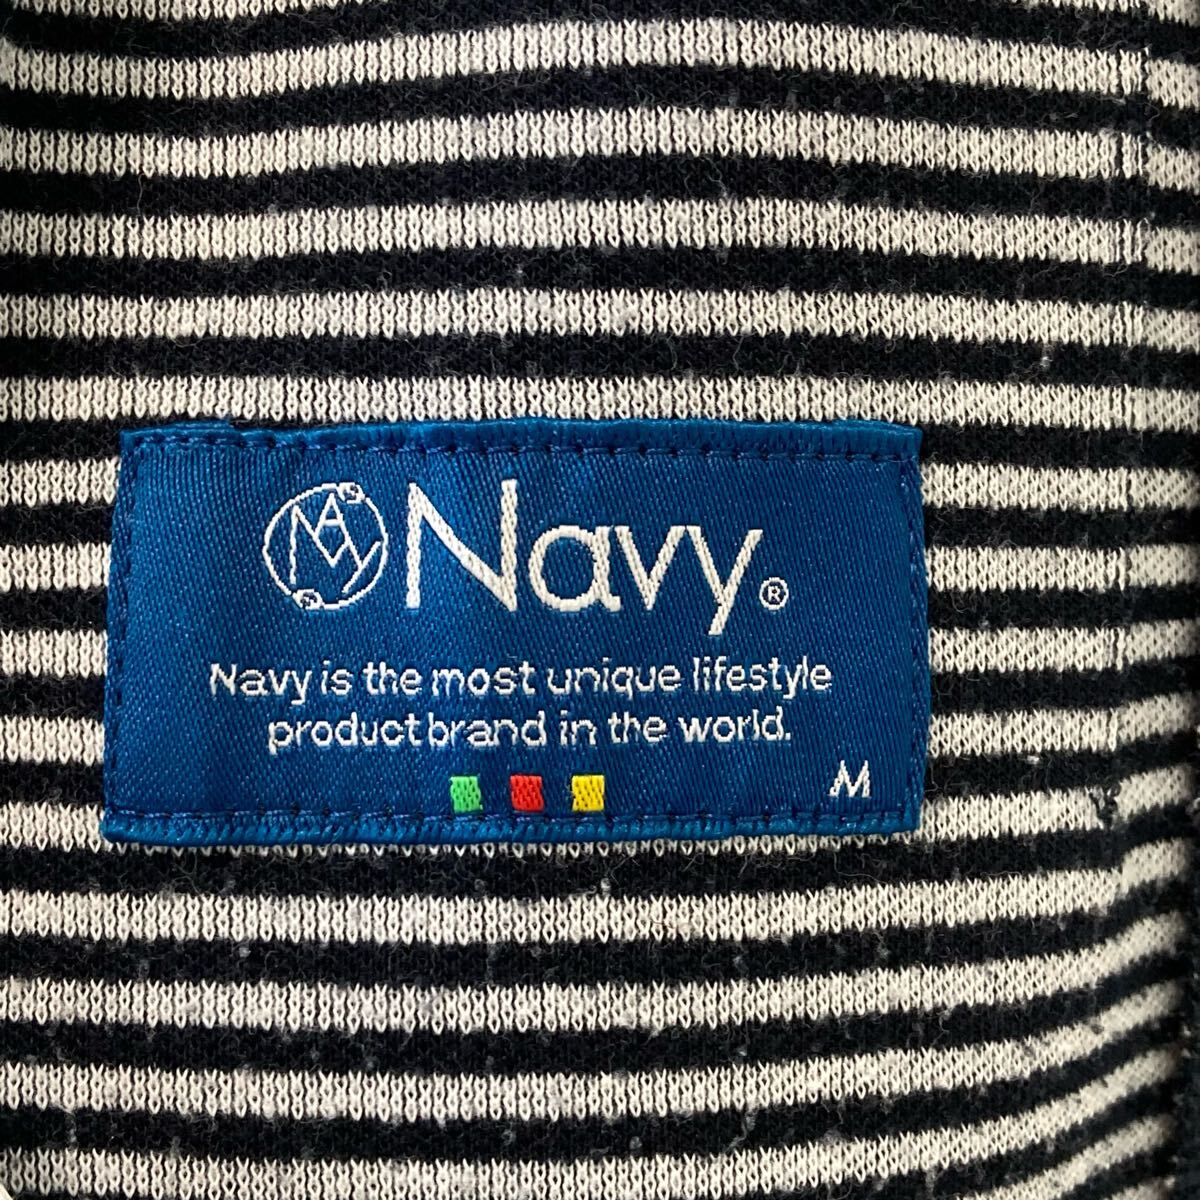 Navy®
Navy is the most unique lifestyle
product brand in the world.
M